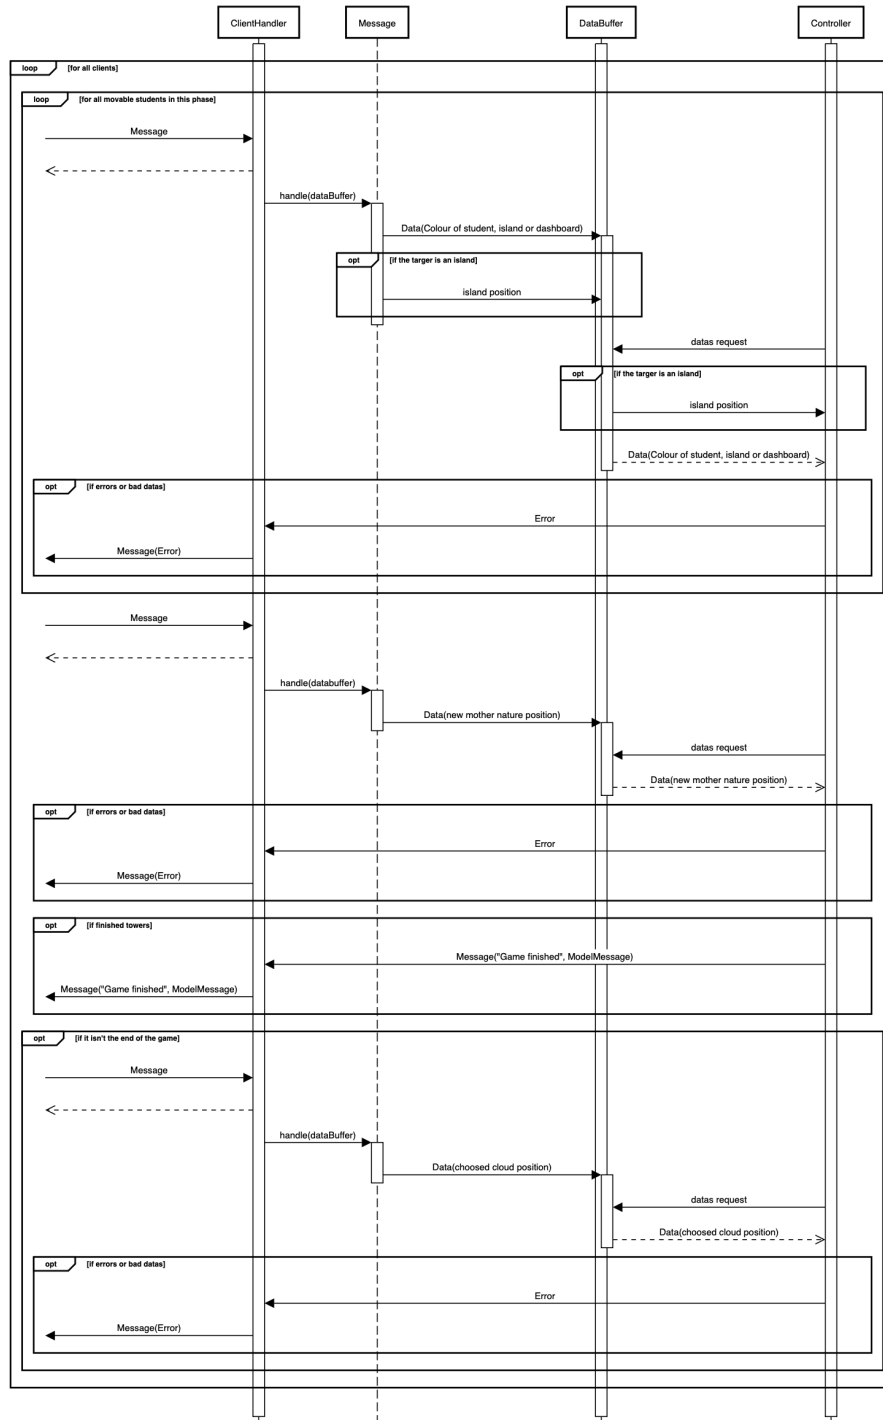 ClientHandler
Message
DataBuffer
Controller
loop
[for all clients]
loop
[for all movable students in this phase]
Message
handle(dataBuffer)
Data(Colour of student, island or dashboard)
opt
[if the targer is an island]
island position
datas request
opt
[if the targer is an island]
island position
Data(Colour of student, island or dashboard)
opt
[if errors or bad datas]
Error
Message(Error)
Message
handle(databuffer)
Data(new mother nature position)
datas request
Data(new mother nature position)
opt
[if errors or bad datas]
Error
Message(Error)
opt
[if finished towers]
Message("Game finished", ModelMessage)
Message("Game finished", ModelMessage)
opt
[if it isn't the end of the game]
Message
handle(dataBuffer)
Data(choosed cloud position)
datas request
Data(choosed cloud position)
opt
[if errors or bad datas]
Error
Message(Error)